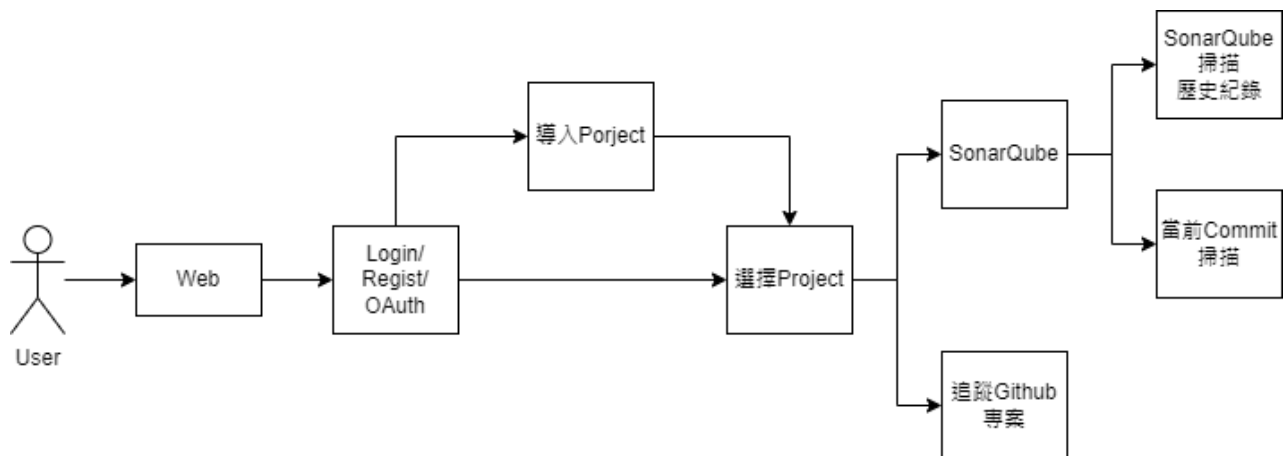 User
Web
Login/
Regist/
OAuth
導入Porject
選擇Project
SonarQube
SonarQube
掃描
歷史紀錄
當前Commit
掃描
追蹤Github
專案